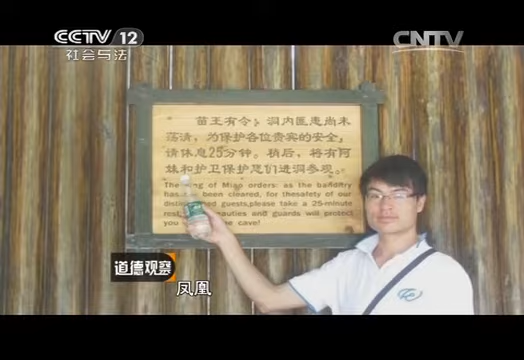 CCTV 12
社会与法
CNTV
苗王有令：洞内匪患尚未
荡清，为保护各位贵宾的安全，
请休息25分钟。稍后，将有阿
妹和护卫保护您们进洞参观。
The King of Miao orders: as the banditry
has been cleared, for thesafety of our
distinguished guests,please take a 25-minute
rest. beauties and guards will protect
you the cave!
道德观察
凤凰